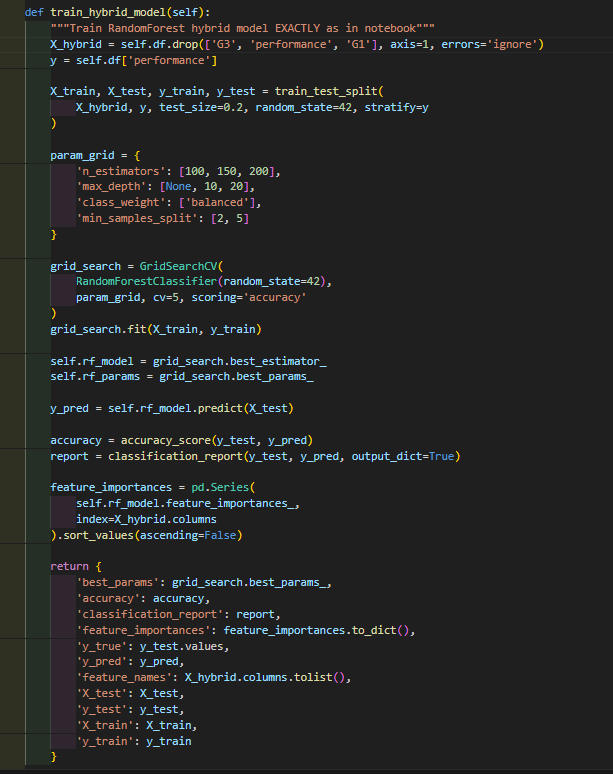 def train_hybrid_model(self):
    """Train RandomForest hybrid model EXACTLY as in notebook"""
    X_hybrid = self.df.drop(['G3', 'performance', 'G1'], axis=1, errors='ignore')
    y = self.df['performance']

    X_train, X_test, y_train, y_test = train_test_split(
        X_hybrid, y, test_size=0.2, random_state=42, stratify=y
    )

    param_grid = {
        'n_estimators': [100, 150, 200],
        'max_depth': [None, 10, 20],
        'class_weight': ['balanced'],
        'min_samples_split': [2, 5]
    }

    grid_search = GridSearchCV(
        RandomForestClassifier(random_state=42),
        param_grid, cv=5, scoring='accuracy'
    )
    grid_search.fit(X_train, y_train)

    self.rf_model = grid_search.best_estimator_
    self.rf_params = grid_search.best_params_

    y_pred = self.rf_model.predict(X_test)

    accuracy = accuracy_score(y_test, y_pred)
    report = classification_report(y_test, y_pred, output_dict=True)

    feature_importances = pd.Series(
        self.rf_model.feature_importances_,
        index=X_hybrid.columns
    ).sort_values(ascending=False)

    return {
        'best_params': grid_search.best_params_,
        'accuracy': accuracy,
        'classification_report': report,
        'feature_importances': feature_importances.to_dict(),
        'y_true': y_test.values,
        'y_pred': y_pred,
        'feature_names': X_hybrid.columns.tolist(),
        'X_test': X_test,
        'y_test': y_test,
        'X_train': X_train,
        'y_train': y_train
    }